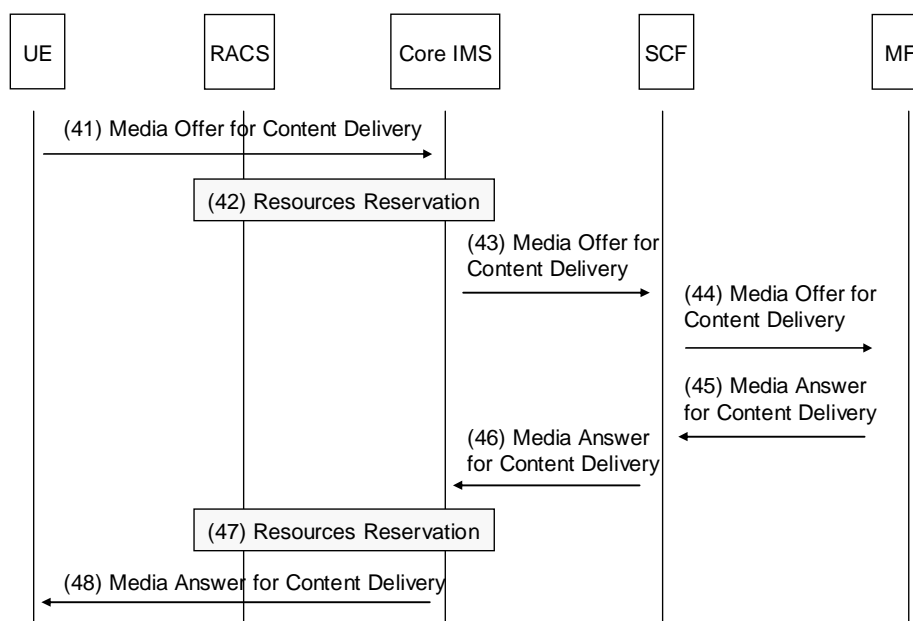 UE
RACS
Core IMS
SCF
MF
(41) Media Offer for Content Delivery
(42) Resources Reservation
(43) Media Offer for
Content Delivery
(44) Media Offer for
Content Delivery
(45) Media Answer
for Content Delivery
(46) Media Answer
for Content Delivery
(47) Resources Reservation
(48) Media Answer for Content Delivery